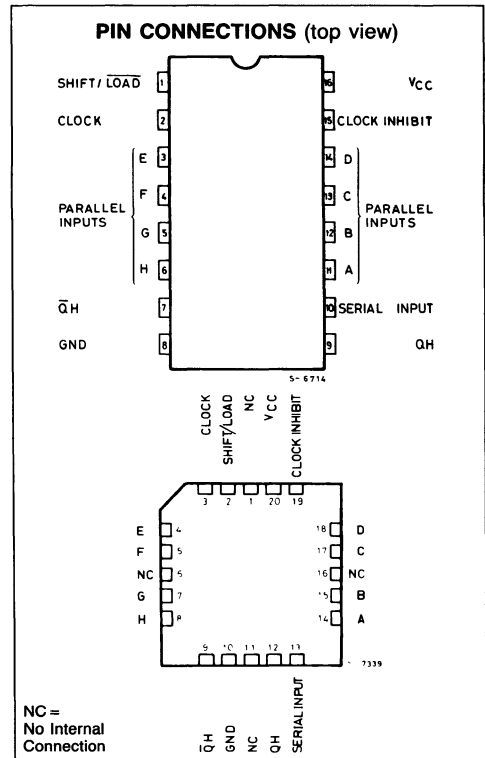 PIN CONNECTIONS (top view)
SHIFT/L̅O̅A̅D̅ 1 16 VCC
CLOCK 2 15 CLOCK INHIBIT
E 3 14 D
F 4 13 C
PARALLEL INPUTS PARALLEL INPUTS
G 5 12 B
H 6 11 A
Q̅H 7 10 SERIAL INPUT
GND 8 9 QH
S-6714
CLOCK SHIFT/LOAD NC VCC CLOCK INHIBIT
3 2 1 20 19
E 4 18 D
F 5 17 C
NC 6 16 NC
G 7 15 B
H 8 14 A
9 10 11 12 13
7339
QH GND NC QH SERIAL INPUT
NC =
No Internal
Connection